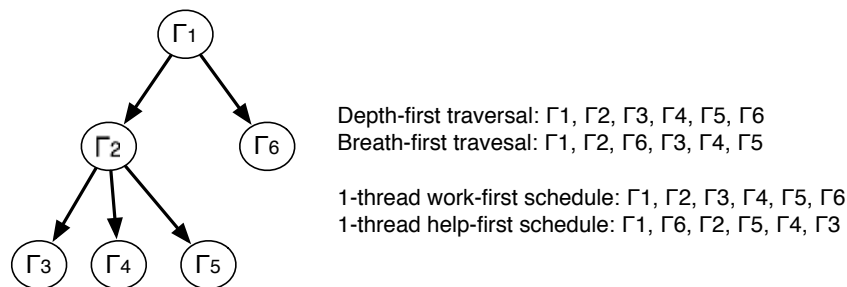 Γ1
Γ2
Γ6
Γ3
Γ4
Γ5
Depth-first traversal: Γ1, Γ2, Γ3, Γ4, Γ5, Γ6
Breath-first travesal: Γ1, Γ2, Γ6, Γ3, Γ4, Γ5
1-thread work-first schedule: Γ1, Γ2, Γ3, Γ4, Γ5, Γ6
1-thread help-first schedule: Γ1, Γ6, Γ2, Γ5, Γ4, Γ3